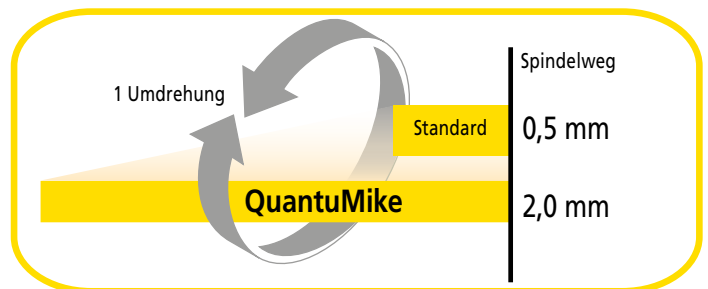 Spindelweg
1 Umdrehung
Standard
0,5 mm
QuantuMike
2,0 mm